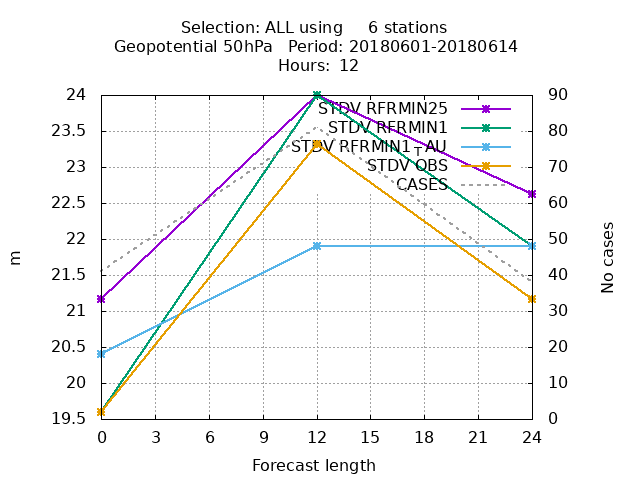 Selection: ALL using     6 stations
Geopotential 50hPa   Period: 20180601-20180614
Hours: 12
24 90
STDV RFRMIN25
STDV RFRMIN1
23.5 80
STDV RFRMIN1_TAU
STDV OBS
23 70
CASES
22.5 60
22 50
m
No cases
21.5 40
21 30
20.5 20
20 10
19.5 0
0 3 6 9 12 15 18 21 24
Forecast length